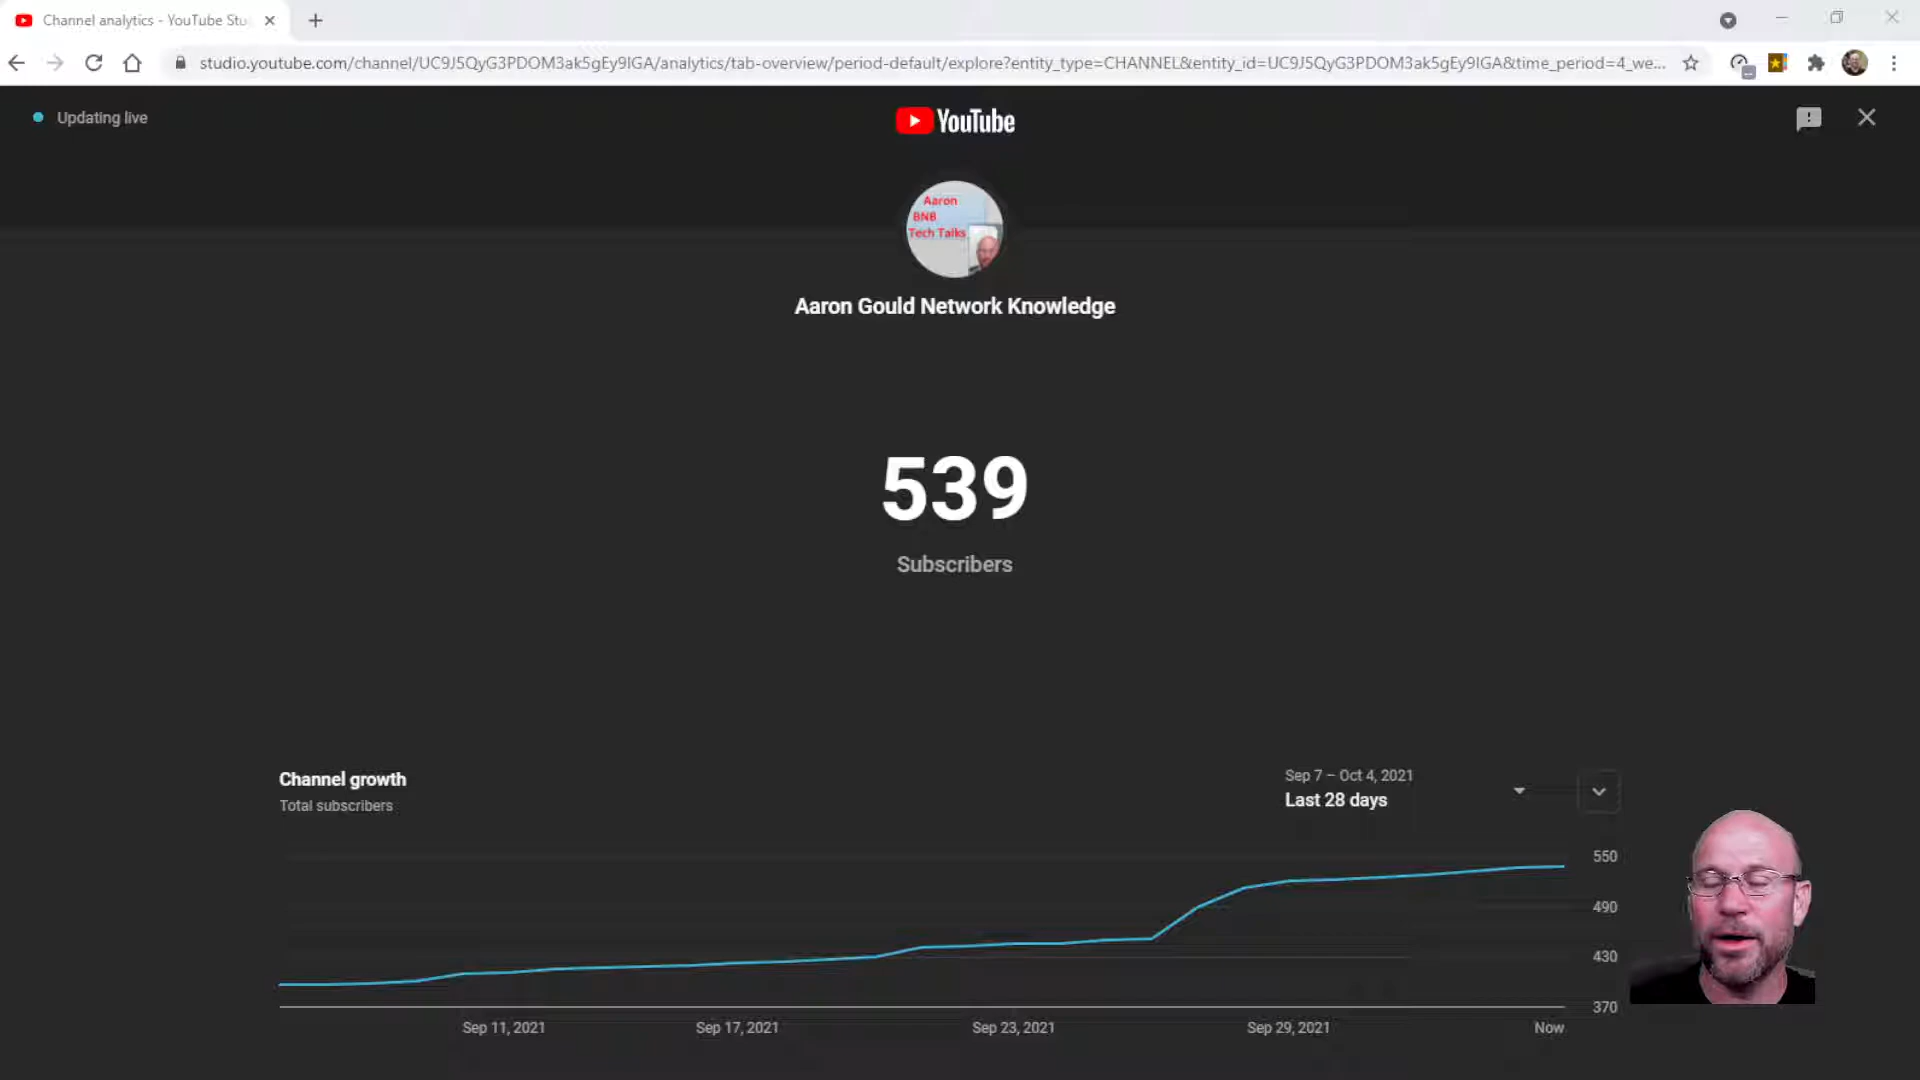 Channel analytics - YouTube Stu
studio.youtube.com/channel/UC9J5QyG3PDOM3ak5gEy9IGA/analytics/tab-overview/period-default/explore?entity_type=CHANNEL&entity_id=UC9J5QyG3PDOM3ak5gEy9IGA&time_period=4_we...
Updating live
YouTube
Aaron
BNB
Tech Talks
Aaron Gould Network Knowledge
539
Subscribers
Channel growth
Total subscribers
Sep 7 – Oct 4, 2021
Last 28 days
550
490
430
370
Sep 11, 2021
Sep 17, 2021
Sep 23, 2021
Sep 29, 2021
Now